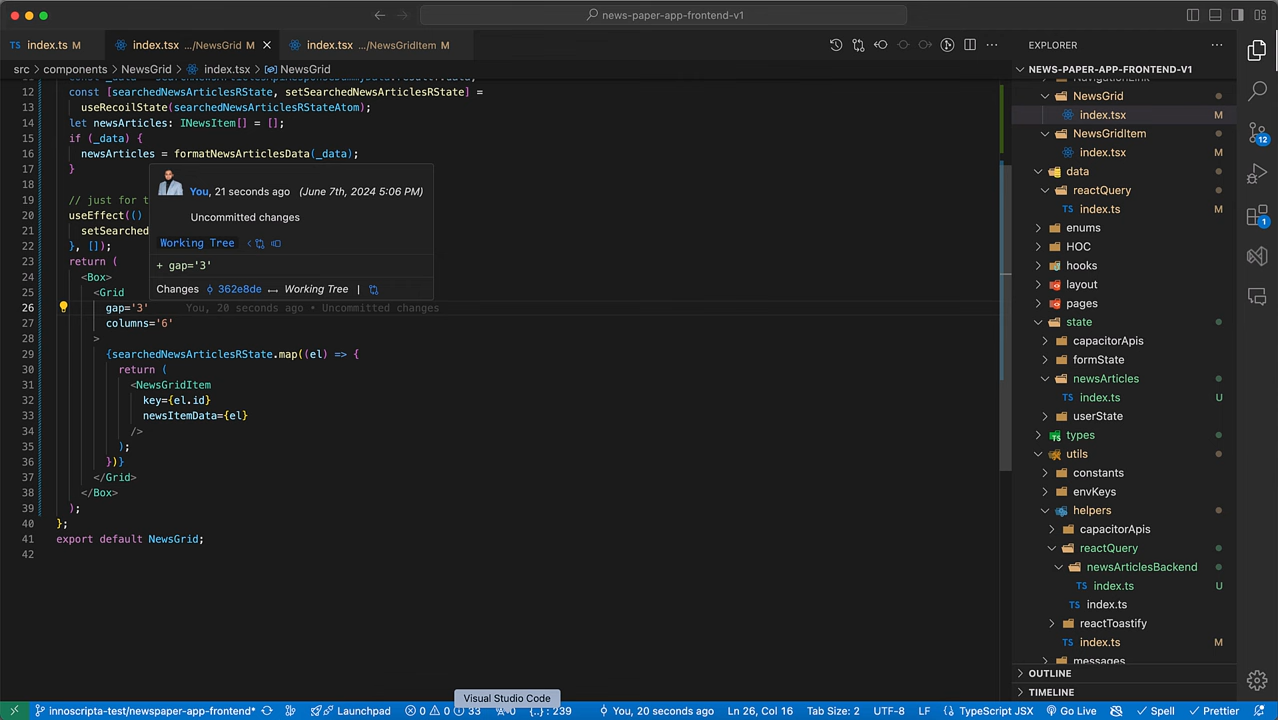 news-paper-app-frontend-v1
index.ts M
index.tsx .../NewsGrid M
index.tsx .../NewsGridItem M
src > components > NewsGrid > index.tsx > NewsGrid
12 const [searchedNewsArticlesRState, setSearchedNewsArticlesRState] =
13 useRecoilState(searchedNewsArticlesRStateAtom);
14 let newsArticles: INewsItem[] = [];
15 if (_data) {
16 newsArticles = formatNewsArticlesData(_data);
17 }
18
19 // just for t
20 useEffect(()
21 setSearched
22 }, []);
23 return (
24 <Box>
25 <Grid
26 gap='3' You, 20 seconds ago • Uncommitted changes
27 columns='6'
28 >
29 {searchedNewsArticlesRState.map((el) => {
30 return (
31 <NewsGridItem
32 key={el.id}
33 newsItemData={el}
34 />
35 );
36 })}
37 </Grid>
38 </Box>
39 );
40 };
41 export default NewsGrid;
42
You, 21 seconds ago (June 7th, 2024 5:06 PM)
Uncommitted changes
Working Tree
+ gap='3'
Changes 362e8de Working Tree |
EXPLORER
NEWS-PAPER-APP-FRONTEND-V1
NewsGrid
index.tsx M
NewsGridItem
index.tsx M
data
reactQuery
index.ts M
enums
HOC
hooks
layout
pages
state
capacitorApis
formState
newsArticles
index.ts U
userState
types
utils
constants
envKeys
helpers
capacitorApis
reactQuery
newsArticlesBackend
index.ts U
index.ts
reactToastify
index.ts M
messages
OUTLINE
TIMELINE
12
1
Visual Studio Code
innoscripta-test/newspaper-app-frontend* Launchpad 0 0 33 0 {..} : 239 You, 20 seconds ago Ln 26, Col 16 Tab Size: 2 UTF-8 LF TypeScript JSX Go Live Spell Prettier